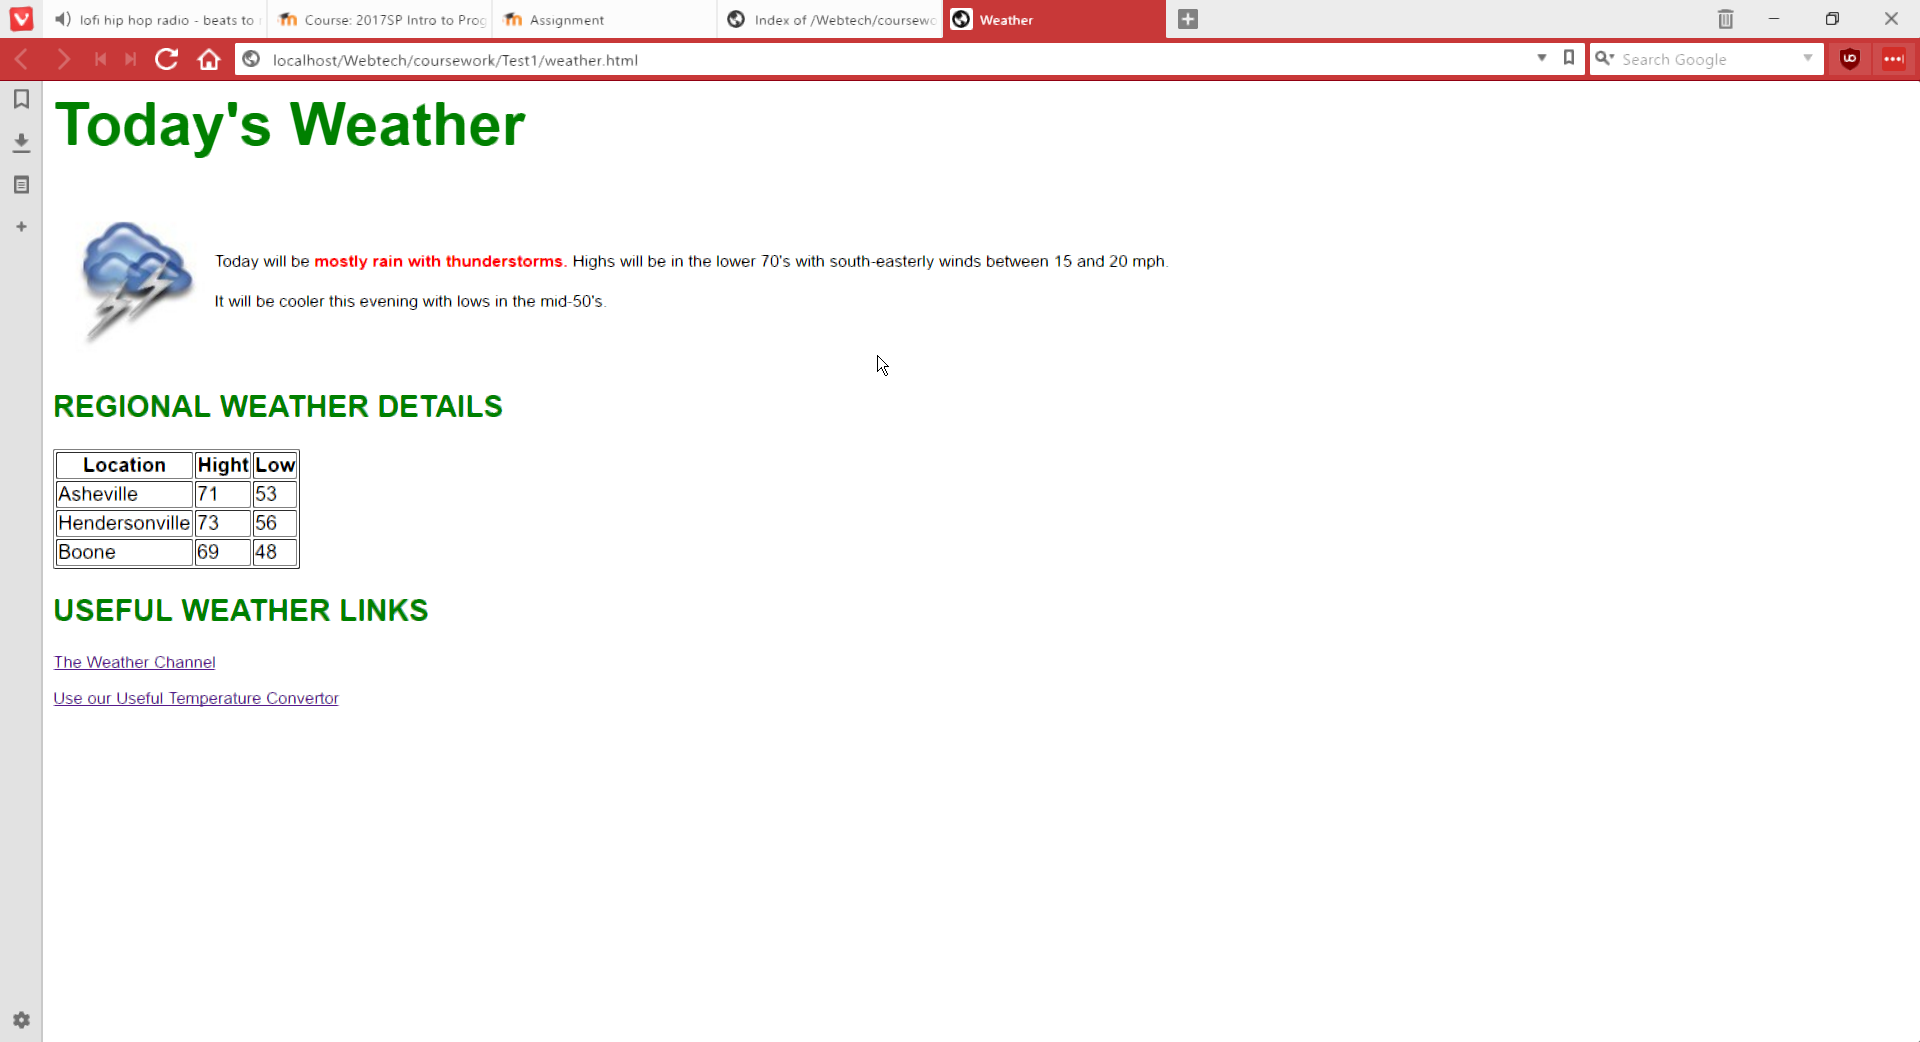 lofi hip hop radio - beats to
Course: 2017SP Intro to Prog
Assignment
Index of /Webtech/coursewo
Weather
localhost/Webtech/coursework/Test1/weather.html
Search Google
Today's Weather
Today will be mostly rain with thunderstorms. Highs will be in the lower 70's with south-easterly winds between 15 and 20 mph.
It will be cooler this evening with lows in the mid-50's.
REGIONAL WEATHER DETAILS
Location Hight Low
Asheville 71 53
Hendersonville 73 56
Boone 69 48
USEFUL WEATHER LINKS
The Weather Channel
Use our Useful Temperature Convertor